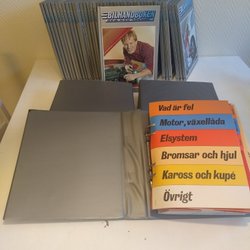 BILHANDBOKEN
Vad är fel
Motor, växellåda
Elsystem
Bromsar och hjul
Kaross och kupé
Övrigt